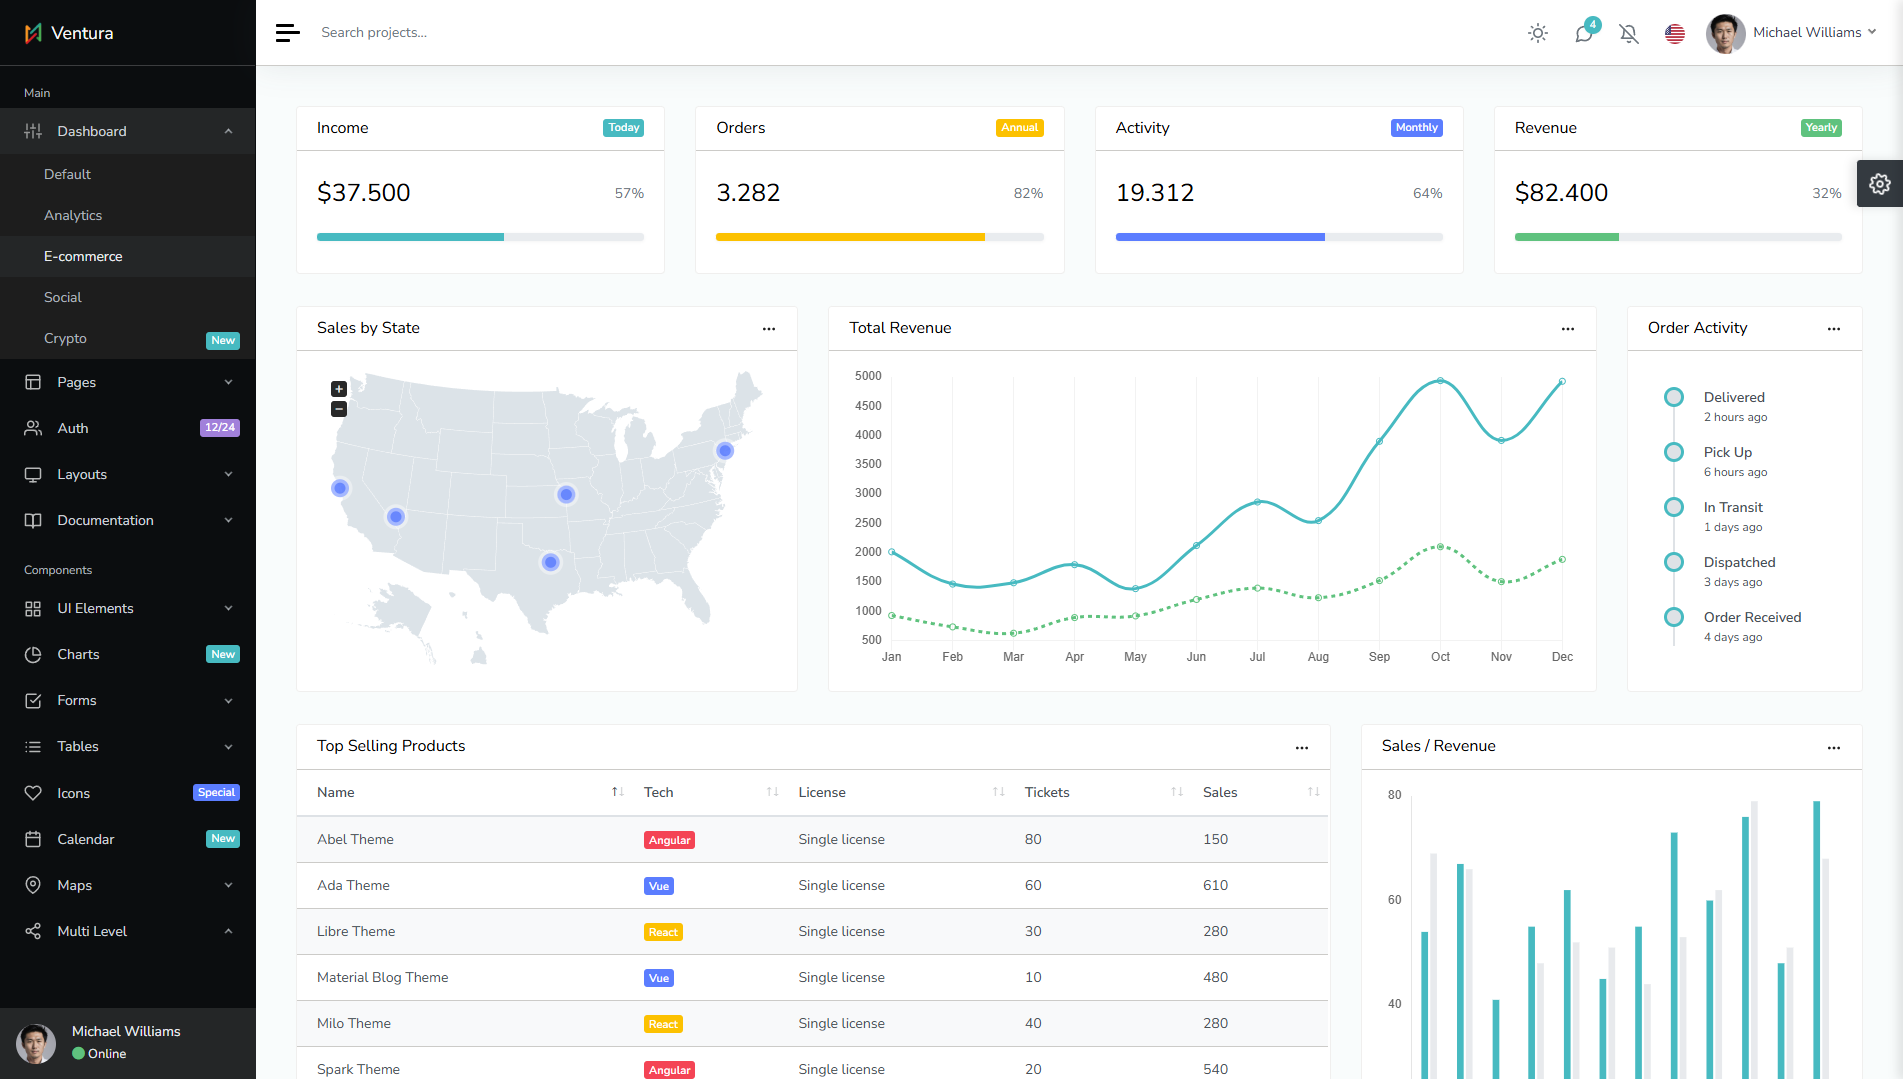 Ventura
Search projects...
4
Michael Williams
Main
Dashboard
Default
Analytics
E-commerce
Social
Crypto New
Pages
Auth 12/24
Layouts
Documentation
Components
UI Elements
Charts New
Forms
Tables
Icons Special
Calendar New
Maps
Multi Level
Michael Williams
Online
Income Today
$37.500 57%
Orders Annual
3.282 82%
Activity Monthly
19.312 64%
Revenue Yearly
$82.400 32%
Sales by State ...
+
−
Total Revenue ...
5000
4500
4000
3500
3000
2500
2000
1500
1000
500
Jan Feb Mar Apr May Jun Jul Aug Sep Oct Nov Dec
Order Activity ...
Delivered
2 hours ago
Pick Up
6 hours ago
In Transit
1 days ago
Dispatched
3 days ago
Order Received
4 days ago
Top Selling Products ...
Name Tech License Tickets Sales
Abel Theme Angular Single license 80 150
Ada Theme Vue Single license 60 610
Libre Theme React Single license 30 280
Material Blog Theme Vue Single license 10 480
Milo Theme React Single license 40 280
Spark Theme Angular Single license 20 540
Sales / Revenue ...
80
60
40